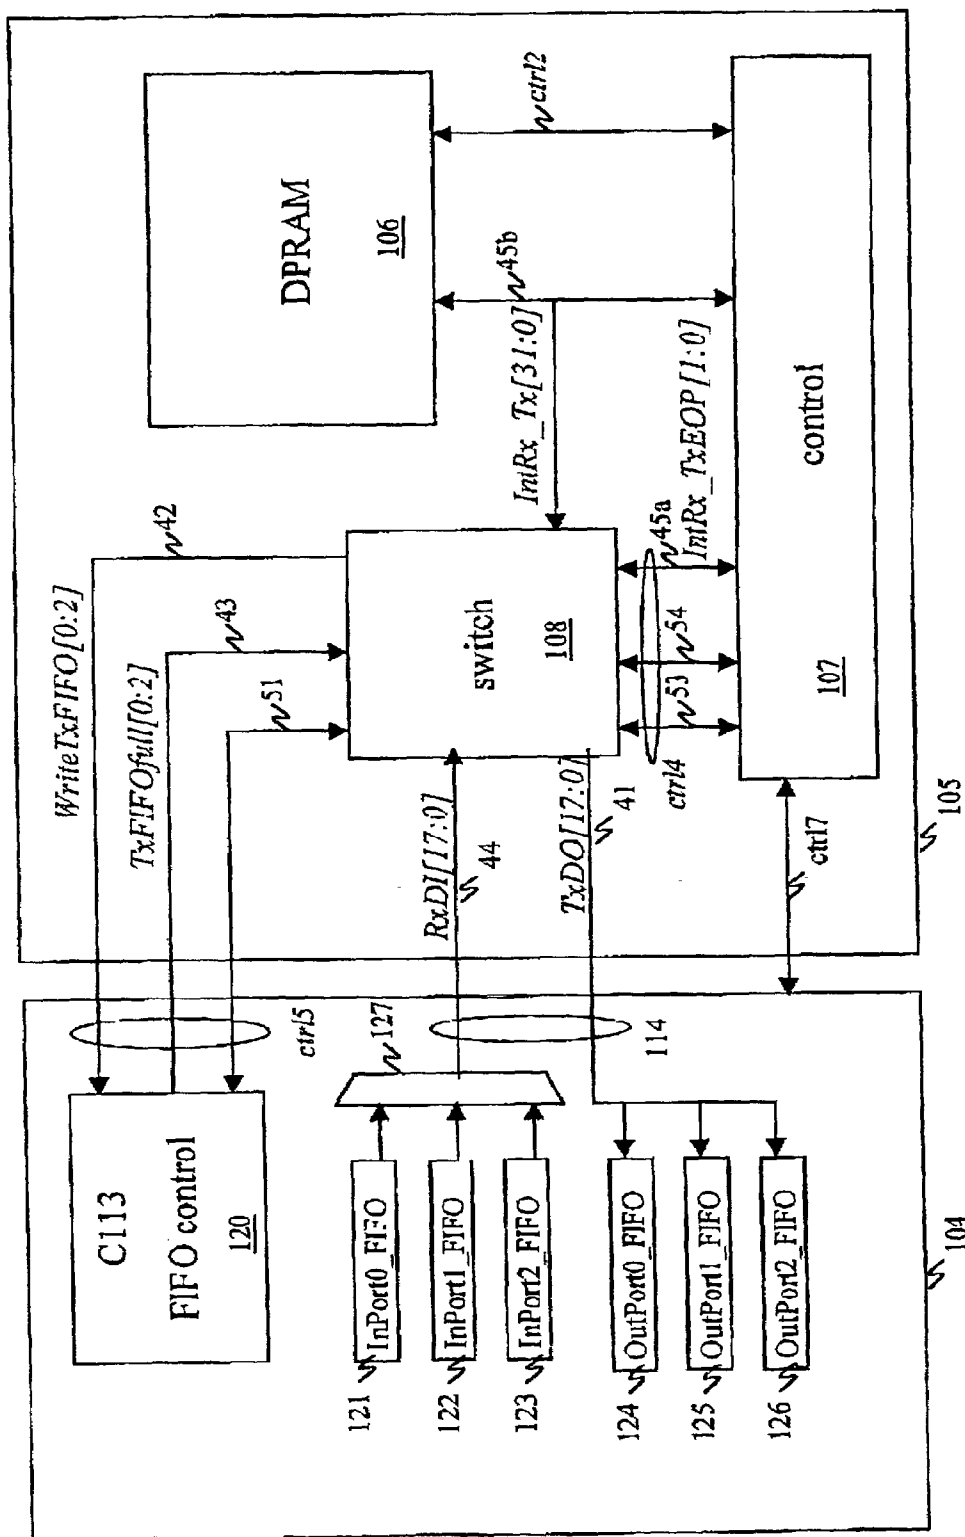 C113
FIFO control
120
ctrl5
WriteTxFIFO[0:2]
42
TxFIFOfull[0:2]
43
51
DPRAM
106
ctrl2
45b
IntRx_Tx[31:0]
switch
108
IntRx_TxEOP[1:0]
45a
54
53
ctrl4
control
107
121
InPort0_FIFO
122
InPort1_FIFO
123
InPort2_FIFO
127
RxDI[17:0]
44
TxDO[17:0]
41
114
124
OutPort0_FIFO
125
OutPort1_FIFO
126
OutPort2_FIFO
ctrl7
104
105